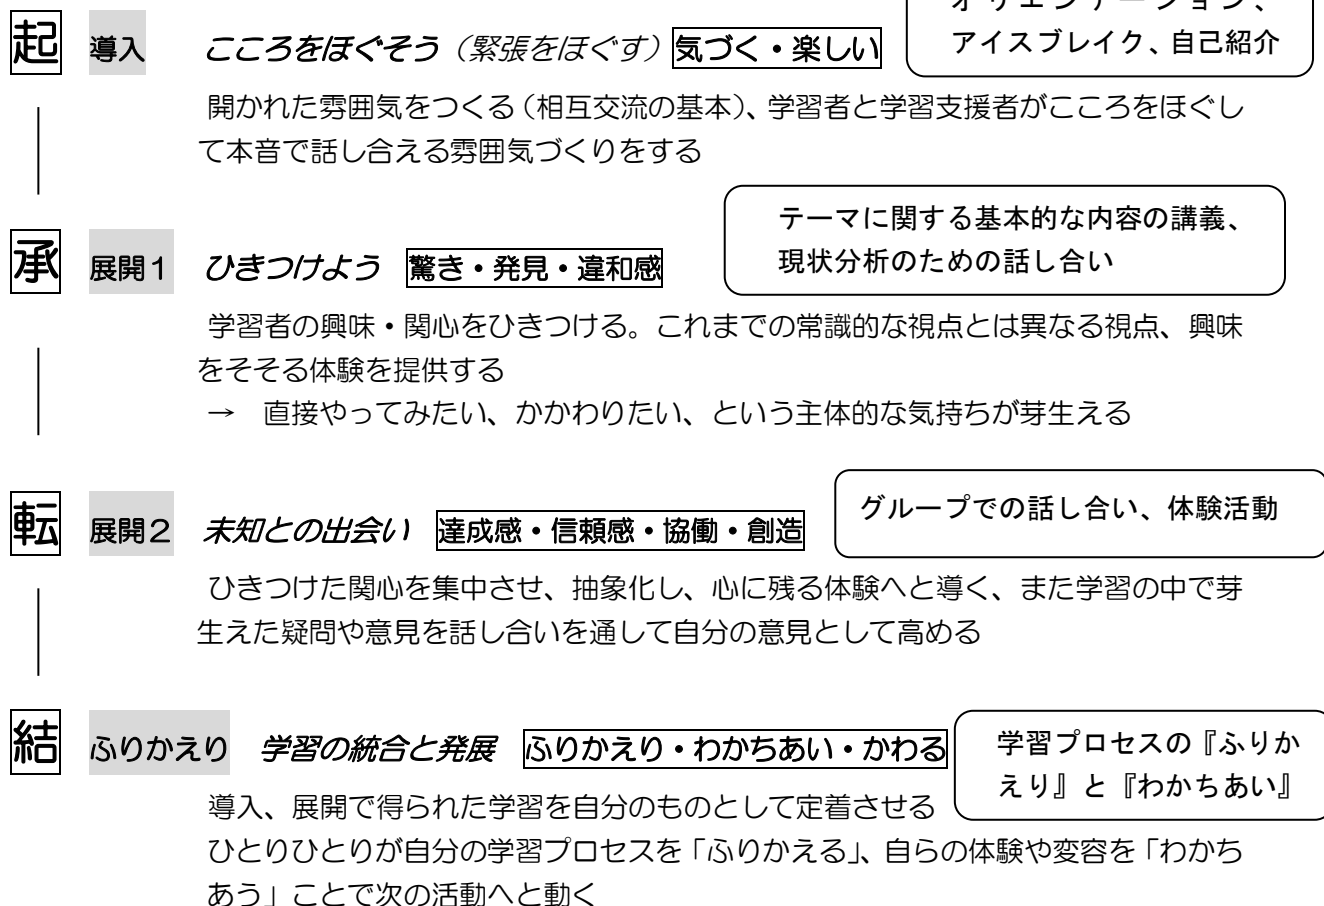 オリエンテーション、
アイスブレイク、自己紹介
起 導入 こころをほぐそう（緊張をほぐす） 気づく・楽しい
開かれた雰囲気をつくる（相互交流の基本）、学習者と学習支援者がこころをほぐし
て本音で話し合える雰囲気づくりをする
テーマに関する基本的な内容の講義、
現状分析のための話し合い
承 展開１ ひきつけよう 驚き・発見・違和感
学習者の興味・関心をひきつける。これまでの常識的な視点とは異なる視点、興味
をそそる体験を提供する
→ 直接やってみたい、かかわりたい、という主体的な気持ちが芽生える
グループでの話し合い、体験活動
転 展開２ 未知との出会い 達成感・信頼感・協働・創造
ひきつけた関心を集中させ、抽象化し、心に残る体験へと導く、また学習の中で芽
生えた疑問や意見を話し合いを通して自分の意見として高める
結 ふりかえり 学習の統合と発展 ふりかえり・わかちあい・かわる
学習プロセスの『ふりか
えり』と『わかちあい』
導入、展開で得られた学習を自分のものとして定着させる
ひとりひとりが自分の学習プロセスを「ふりかえる」、自らの体験や変容を「わかち
あう」ことで次の活動へと動く